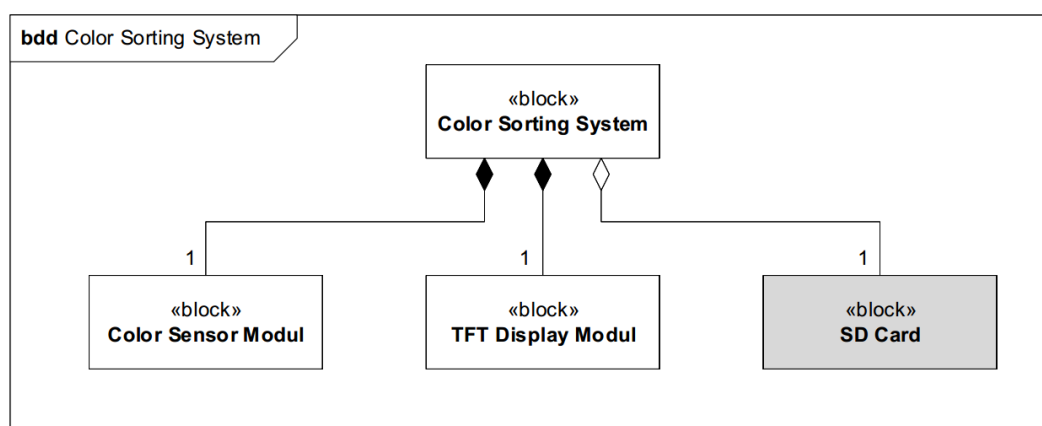 bdd Color Sorting System
«block»
Color Sorting System
1
1
1
«block»
Color Sensor Modul
«block»
TFT Display Modul
«block»
SD Card